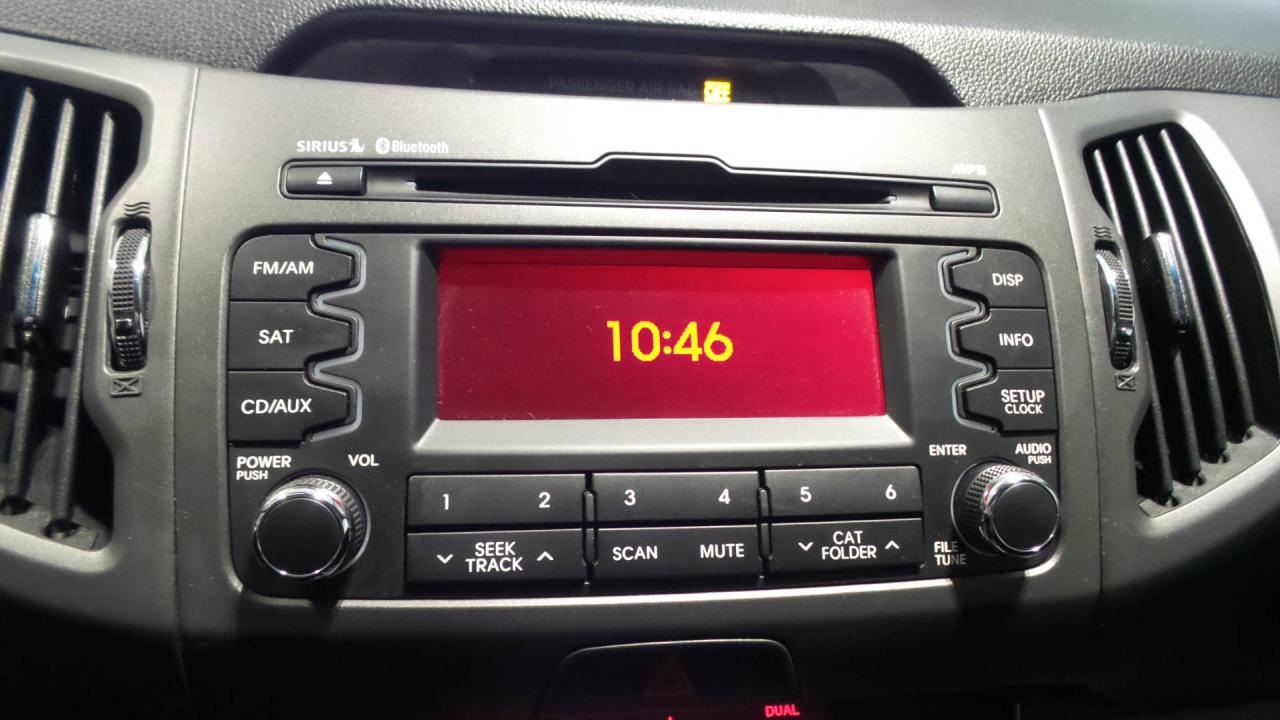 PASSENGER AIR BAG OFF
SIRIUS Bluetooth
MP3
FM/AM
DISP
SAT
10:46
INFO
CD/AUX
SETUP
CLOCK
POWER
PUSH
VOL
ENTER
AUDIO
PUSH
1 2 3 4 5 6
SEEK
TRACK
SCAN MUTE
CAT
FOLDER
FILE
TUNE
DUAL